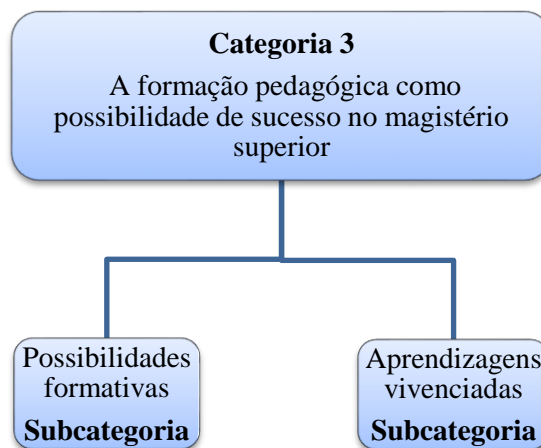 Categoria 3
A formação pedagógica como
possibilidade de sucesso no magistério
superior
Possibilidades
formativas
Subcategoria
Aprendizagens
vivenciadas
Subcategoria